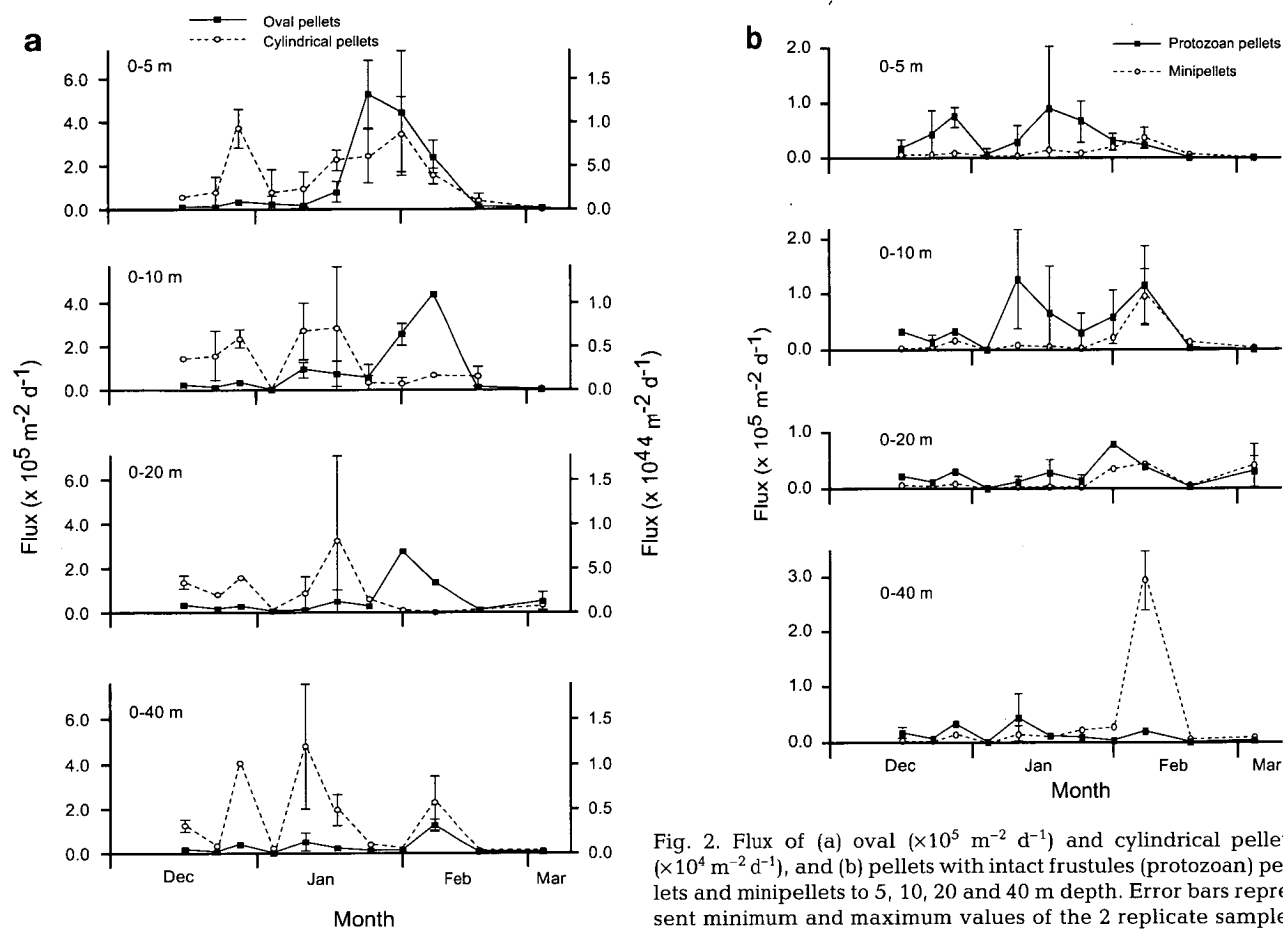 a
Oval pellets
Cylindrical pellets
0-5 m
6.0
4.0
2.0
0.0
1.5
1.0
5.0
0.0
0-10 m
4.0
2.0
0.0
1.0
0.5
0.0
0-20 m
6.0
4.0
2.0
0.0
1.5
1.0
0.5
0.0
0-40 m
6.0
4.0
2.0
0.0
1.5
1.0
0.5
0.0
Flux (x 10⁵ m⁻² d⁻¹)
Flux (x 10⁴⁴ m⁻² d⁻¹)
Dec Jan Feb Mar
Month
b
Protozoan pellets
Minipellets
0-5 m
2.0
1.0
0.0
0-10 m
2.0
1.0
0.0
0-20 m
1.0
0.0
0-40 m
3.0
2.0
1.0
0.0
Flux (x 10⁵ m⁻² d⁻¹)
Dec Jan Feb Mar
Month
Fig. 2. Flux of (a) oval (×10⁵ m⁻² d⁻¹) and cylindrical pellet
(×10⁴ m⁻² d⁻¹), and (b) pellets with intact frustules (protozoan) pe
lets and minipellets to 5, 10, 20 and 40 m depth. Error bars repre
sent minimum and maximum values of the 2 replicate sample